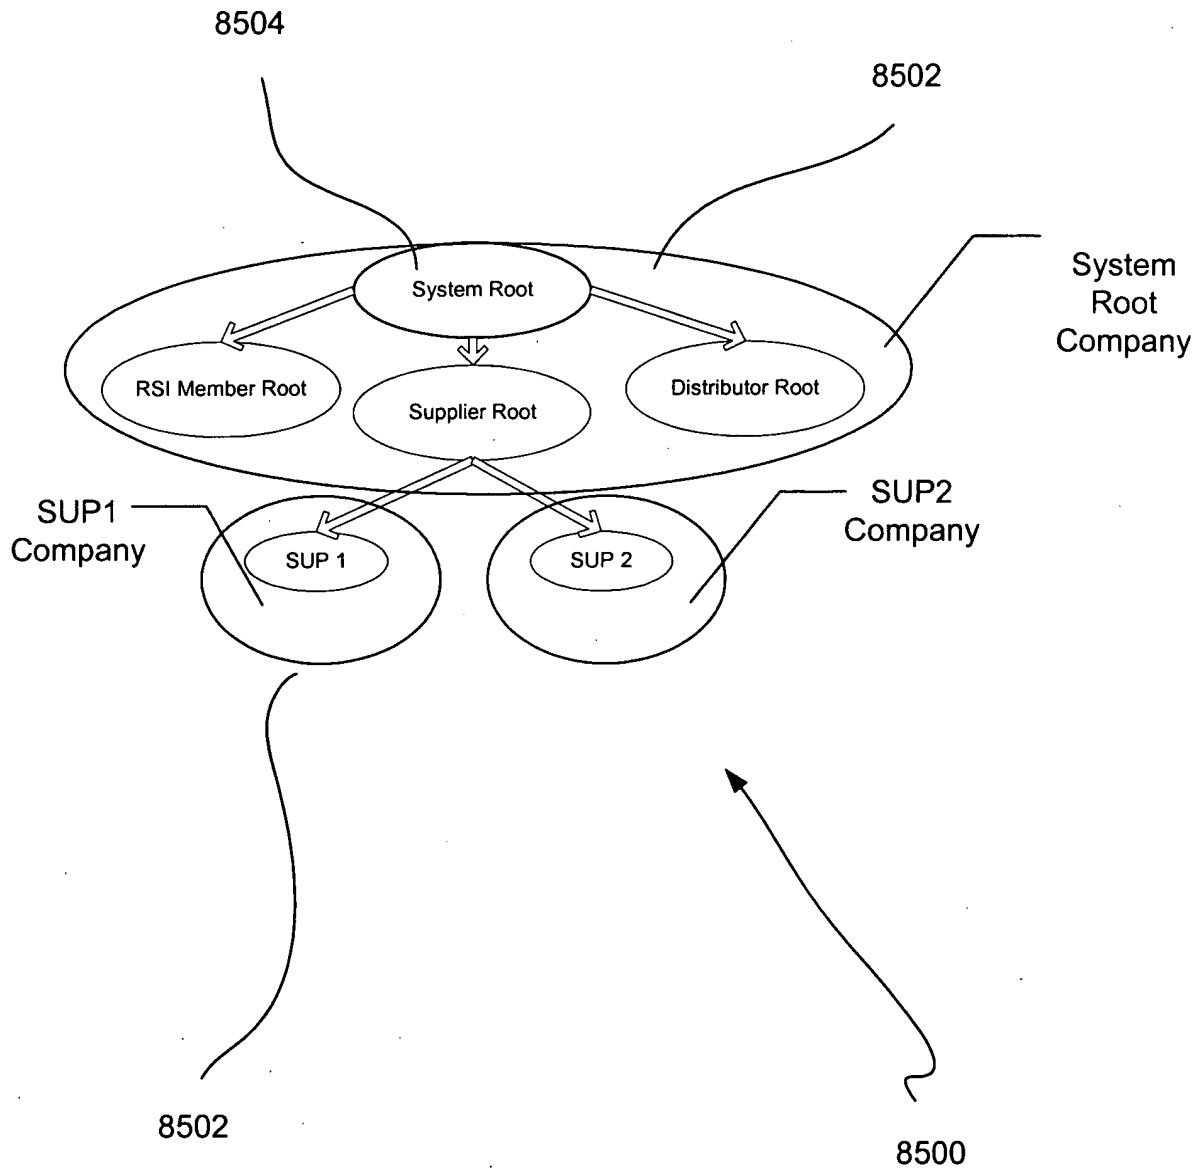 8504
8502
System Root
System
Root
Company
RSI Member Root
Supplier Root
Distributor Root
SUP1
Company
SUP2
Company
SUP 1
SUP 2
8502
8500